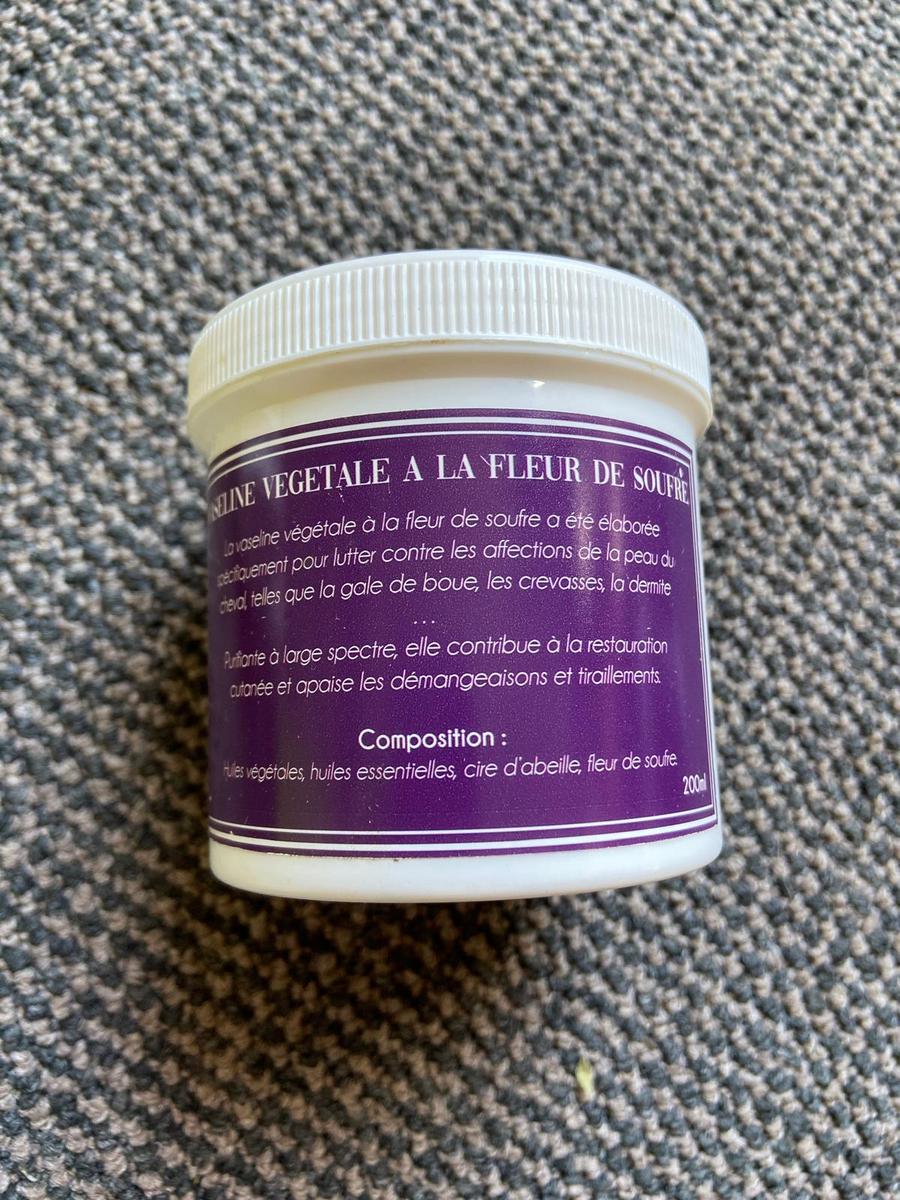 VASELINE VEGETALE A LA FLEUR DE SOUFRE
La vaseline végétale à la fleur de soufre a été élaborée
spécifiquement pour lutter contre les affections de la peau du
cheval, telles que la gale de boue, les crevasses, la dermite
...
Purifiante à large spectre, elle contribue à la restauration
cutanée et apaise les démangeaisons et tiraillements.
Composition :
Huiles végétales, huiles essentielles, cire d'abeille, fleur de soufre.
200ml